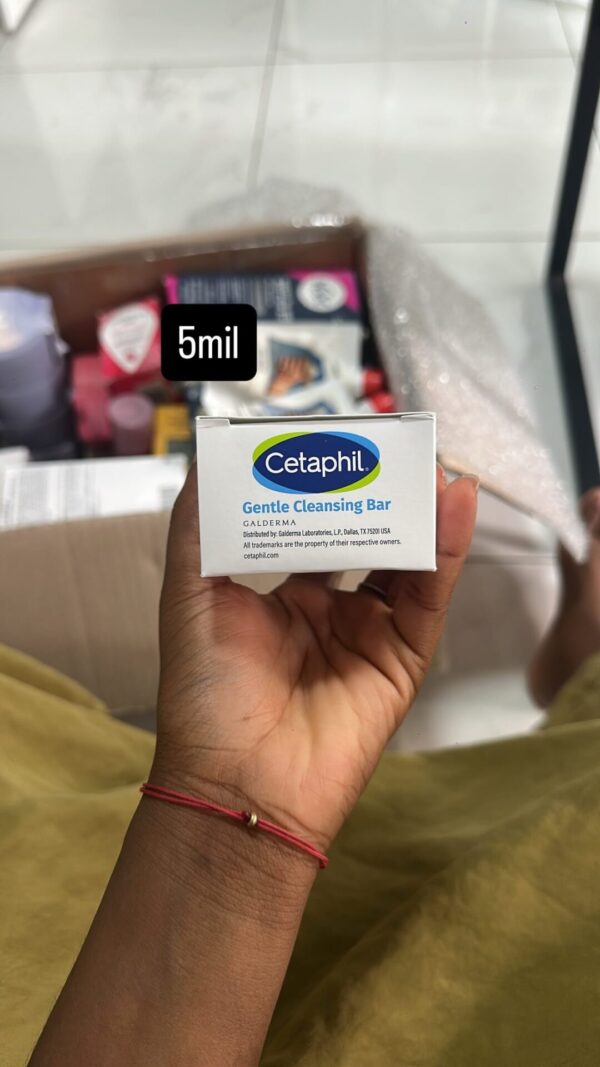 5mil
Cetaphil®
Gentle Cleansing Bar
GALDERMA
Distributed by: Galderma Laboratories, L.P., Dallas, TX 75201 USA
All trademarks are the property of their respective owners.
cetaphil.com